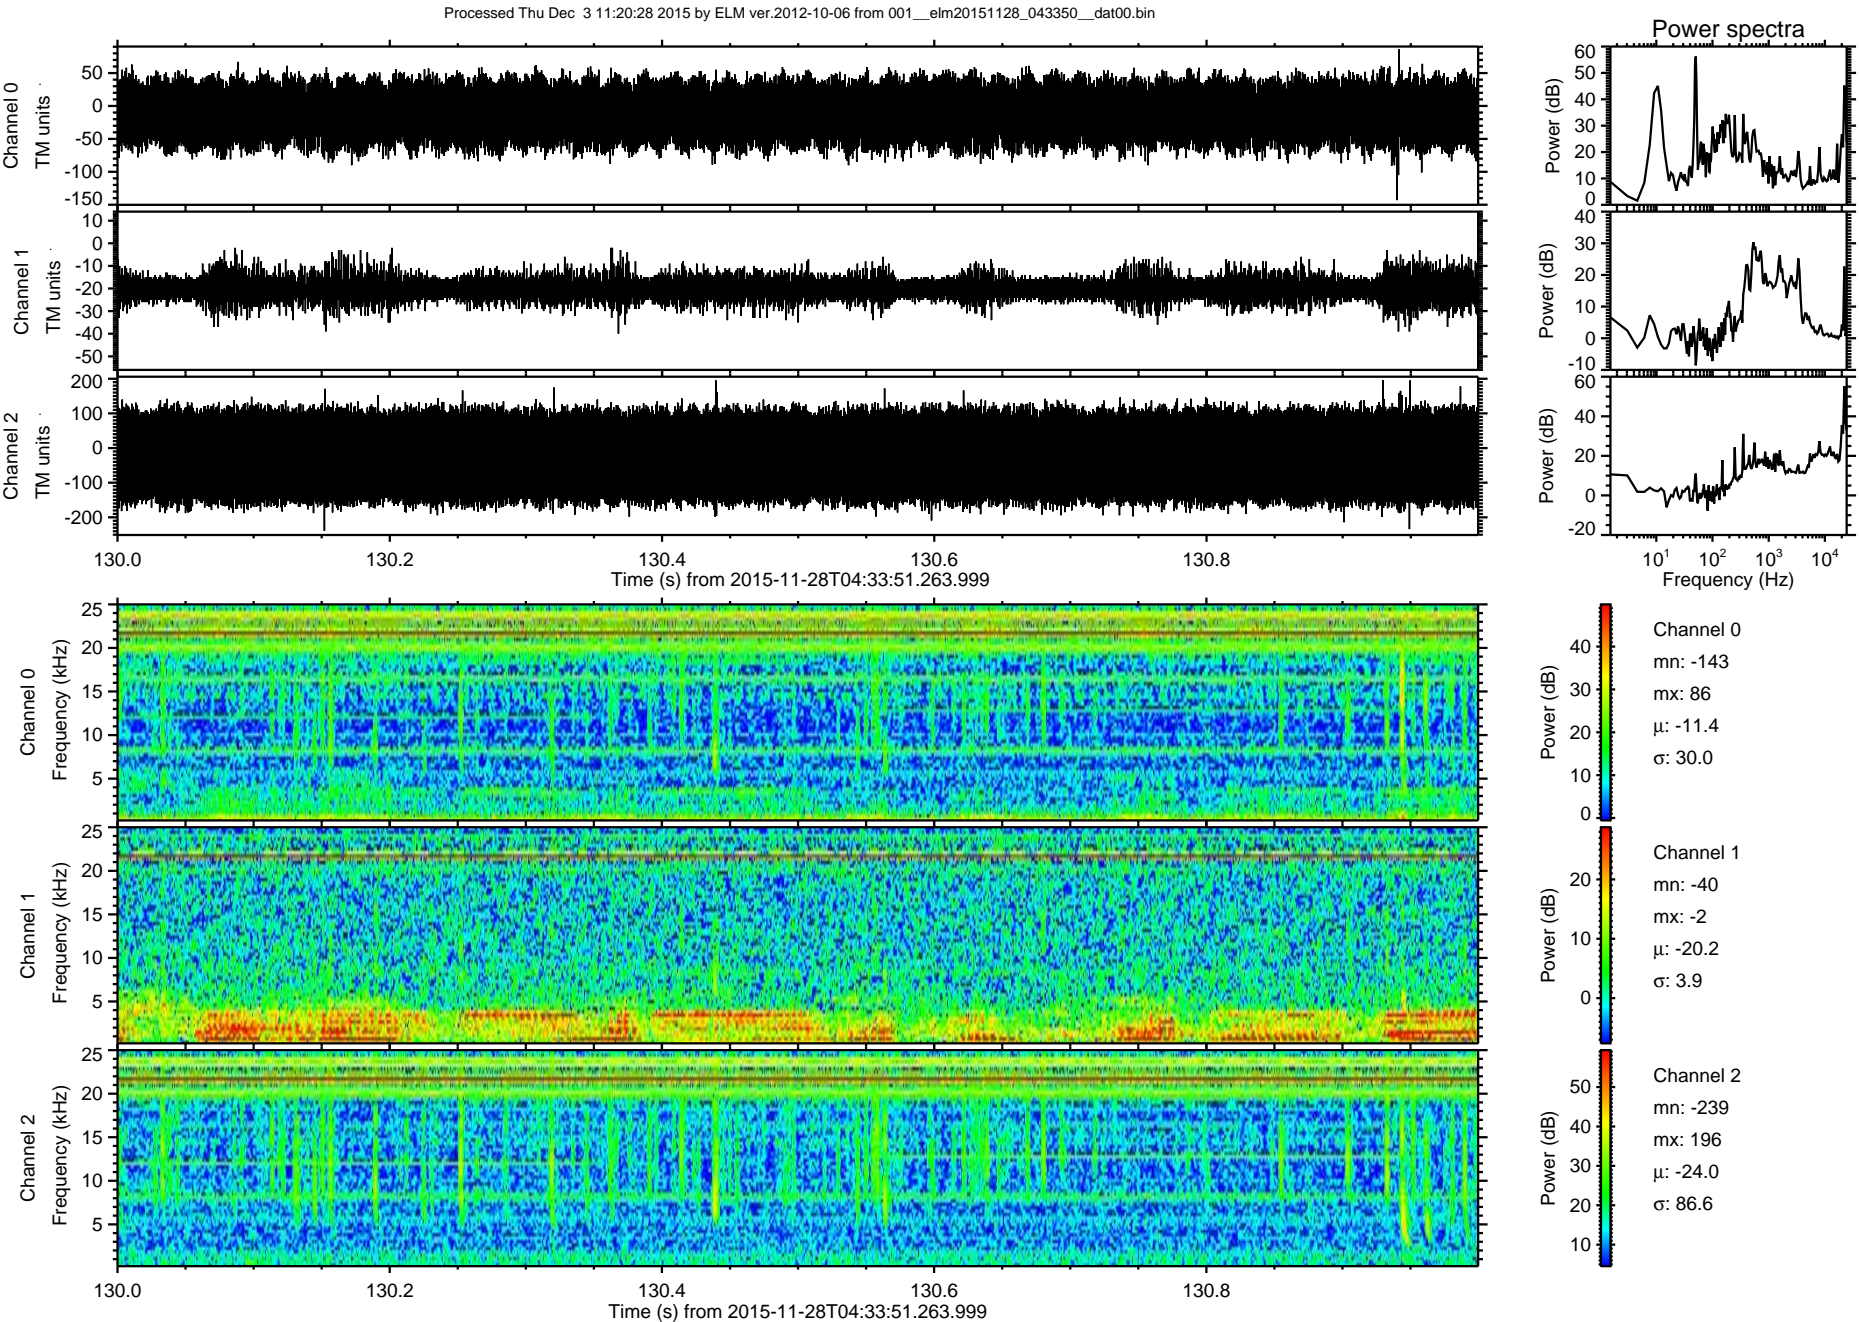 Processed Thu Dec 3 11:20:28 2015 by ELM ver.2012-10-06 from 001__elm20151128_043350__dat00.bin
Power spectra
Channel 0
TM units
50
0
-50
-100
-150
Power (dB)
60
50
40
30
20
10
0
Channel 1
TM units
10
0
-10
-20
-30
-40
-50
Power (dB)
40
30
20
10
0
-10
Channel 2
TM units
200
100
0
-100
-200
Power (dB)
60
40
20
0
-20
130.0 130.2 130.4 130.6 130.8
Time (s) from 2015-11-28T04:33:51.263.999
10¹ 10² 10³ 10⁴
Frequency (Hz)
Channel 0
Frequency (kHz)
25
20
15
10
5
Power (dB)
40
30
20
10
0
Channel 0
mn: -143
mx: 86
μ: -11.4
σ: 30.0
Channel 1
Frequency (kHz)
25
20
15
10
5
Power (dB)
20
10
0
Channel 1
mn: -40
mx: -2
μ: -20.2
σ: 3.9
Channel 2
Frequency (kHz)
25
20
15
10
5
Power (dB)
50
40
30
20
10
Channel 2
mn: -239
mx: 196
μ: -24.0
σ: 86.6
130.0 130.2 130.4 130.6 130.8
Time (s) from 2015-11-28T04:33:51.263.999